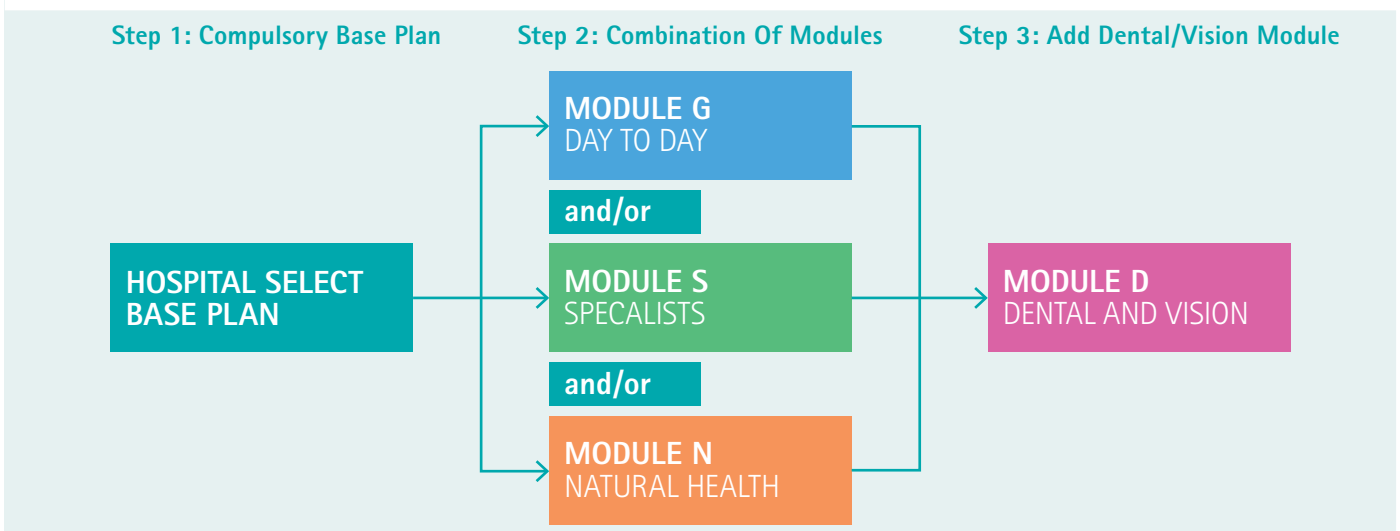 Step 1: Compulsory Base Plan
Step 2: Combination Of Modules
Step 3: Add Dental/Vision Module
MODULE G
DAY TO DAY
and/or
HOSPITAL SELECT
BASE PLAN
MODULE S
SPECALISTS
MODULE D
DENTAL AND VISION
and/or
MODULE N
NATURAL HEALTH